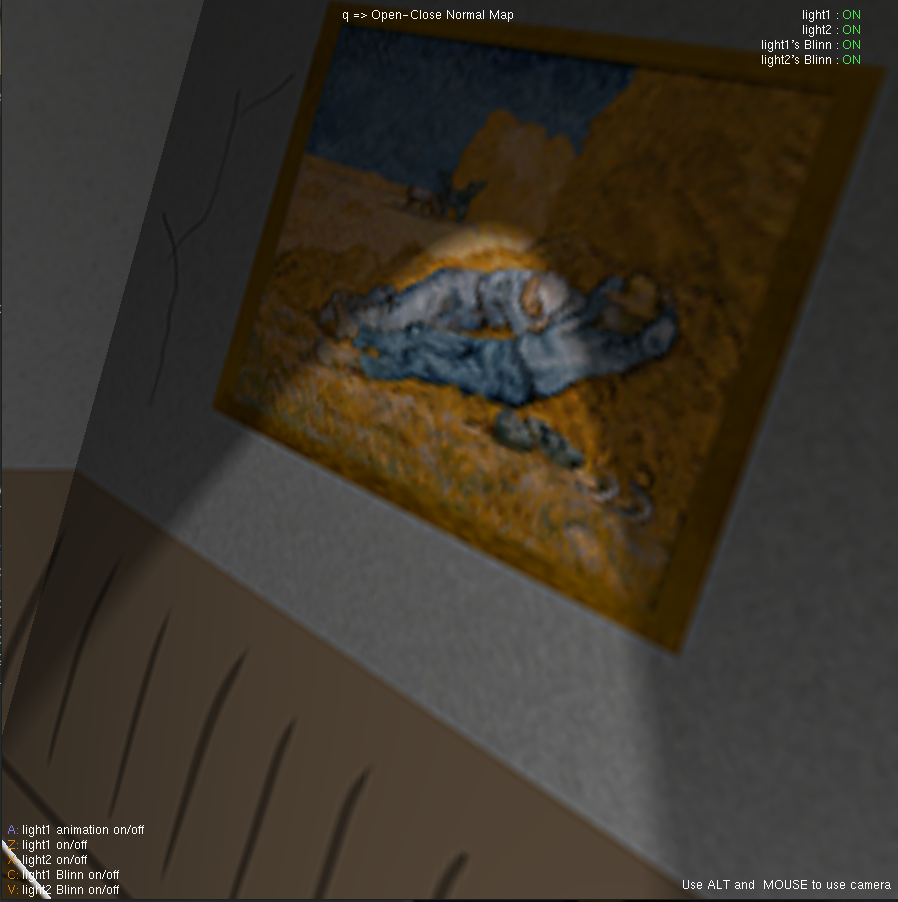 q => Open-Close Normal Map
light1 : ON
light2 : ON
light1's Blinn : ON
light2's Blinn : ON
A: light1 animation on/off
Z: light1 on/off
X: light2 on/off
C: light1 Blinn on/off
V: light2 Blinn on/off
Use ALT and MOUSE to use camera